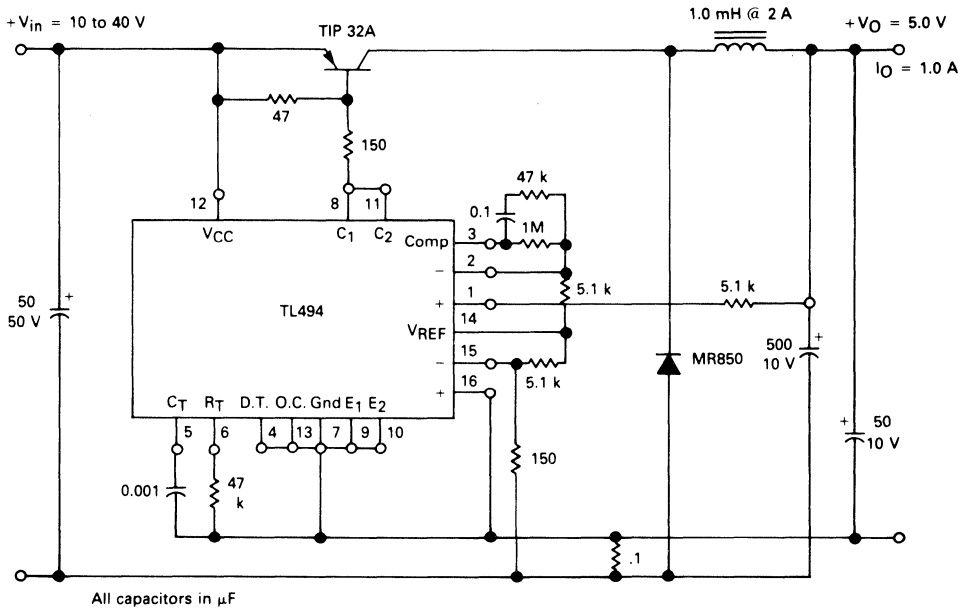 +Vin = 10 to 40 V
TIP 32A
1.0 mH @ 2 A
+VO = 5.0 V
IO = 1.0 A
47
150
47 k
0.1
1M
12
8
11
VCC
C1
C2
Comp
3
−
2
+
1
VREF
14
−
15
+
16
5.1 k
5.1 k
5.1 k
TL494
50
50 V
+
MR850
500
10 V
+
50
10 V
+
CT
RT
D.T.
O.C.
Gnd
E1
E2
5
6
4
13
7
9
10
0.001
47
k
150
.1
All capacitors in μF